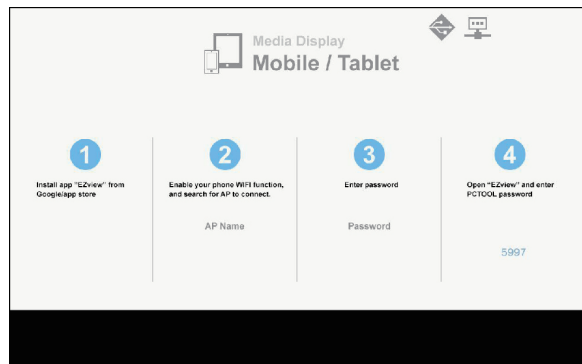 Media Display
Mobile / Tablet
1
Install app "EZview" from
Google/app store
2
Enable your phone WIFI function,
and search for AP to connect.
AP Name
3
Enter password
Password
4
Open "EZview" and enter
PCTOOL password
5997